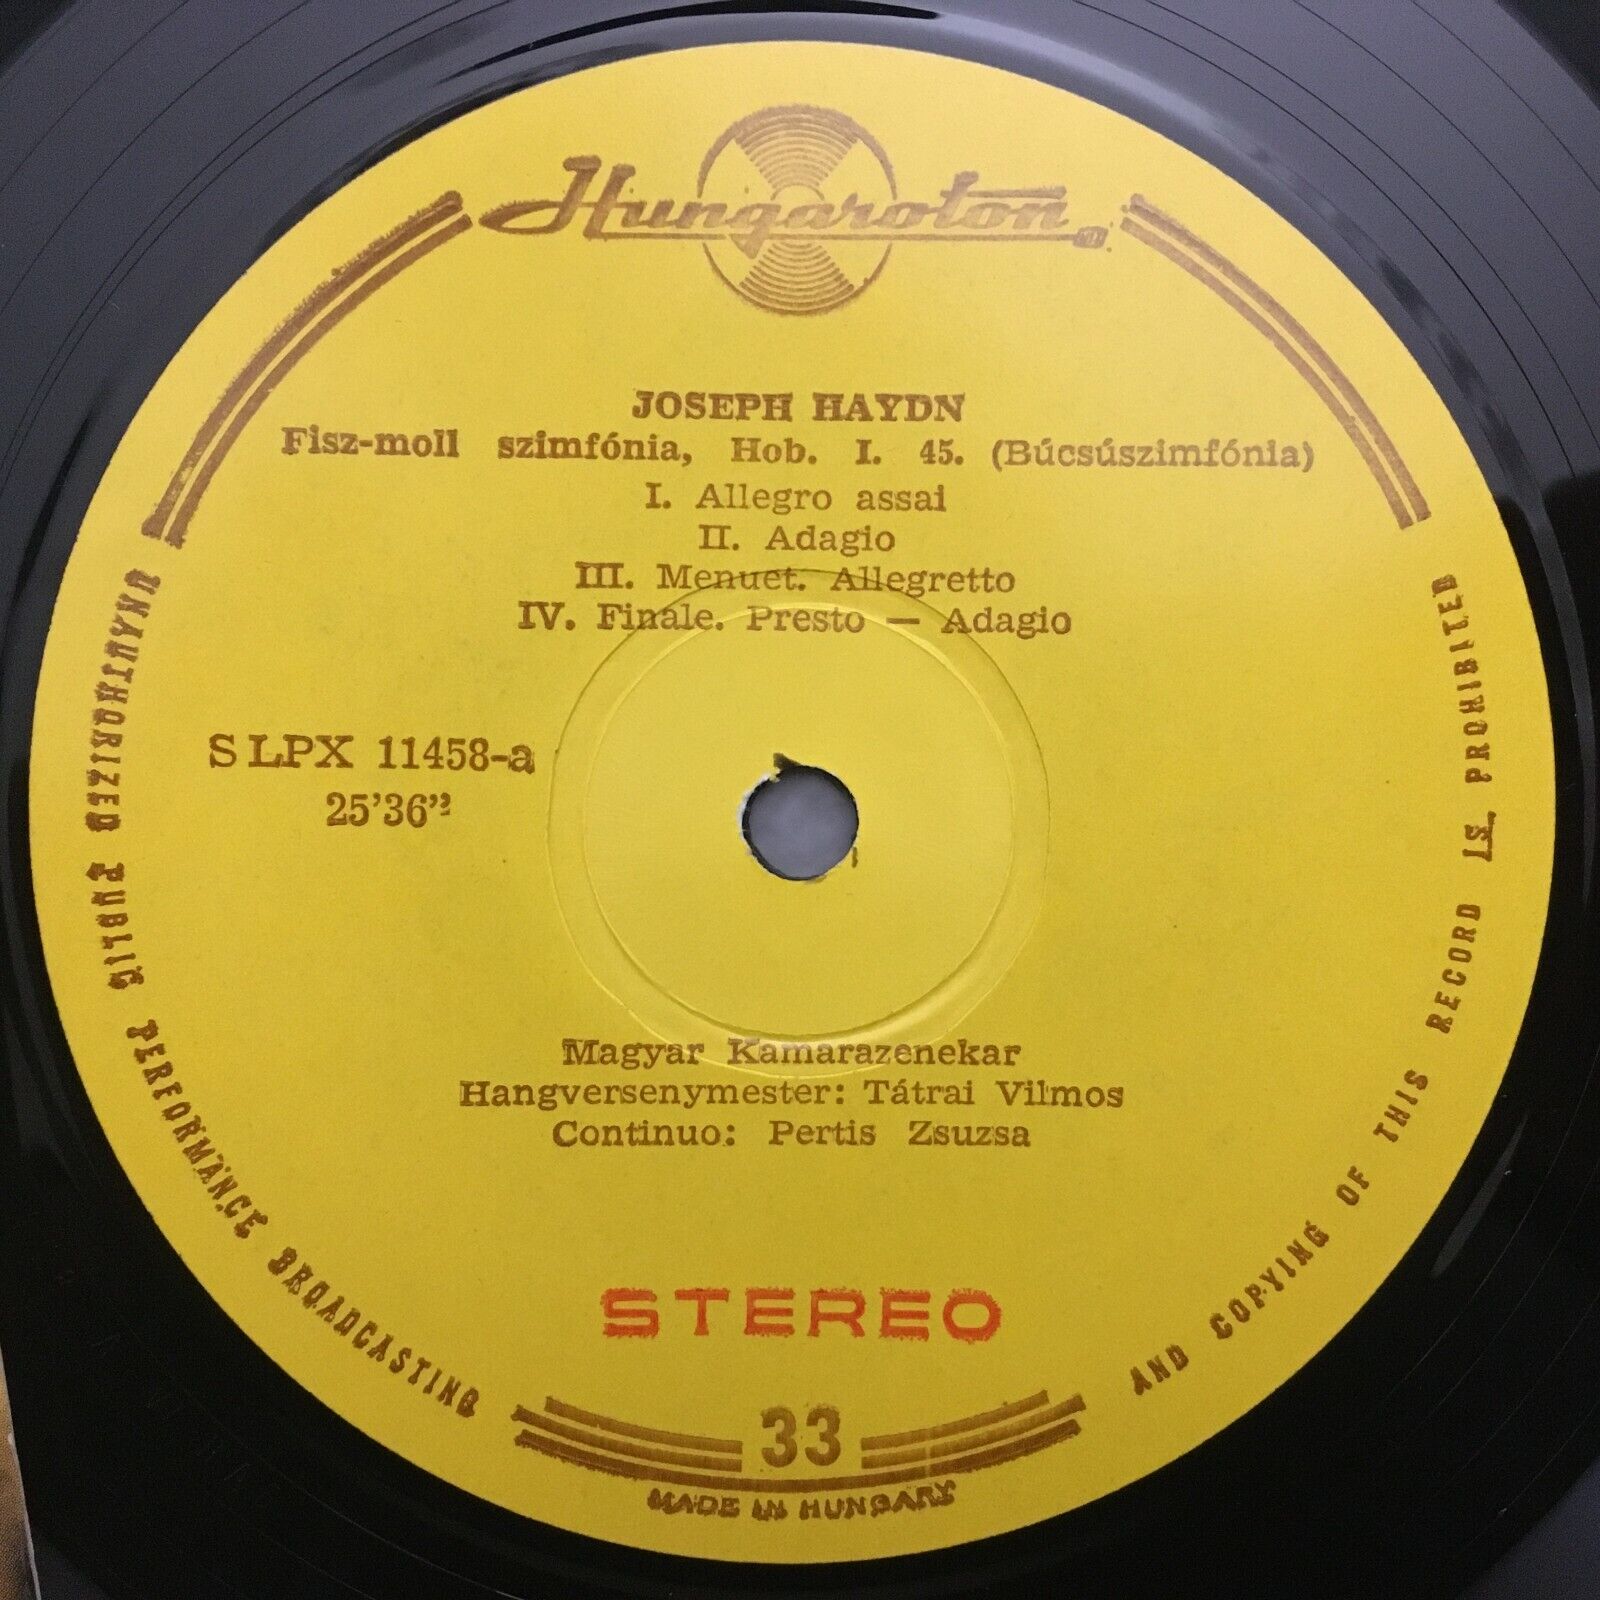 Hungaroton
JOSEPH HAYDN
Fisz-moll szimfónia, Hob. I. 45. (Búcsúszimfónia)
I. Allegro assai
II. Adagio
III. Menuet. Allegretto
IV. Finale. Presto — Adagio
SLPX 11458-a
25'36"
Magyar Kamarazenekar
Hangversenymester: Tátrai Vilmos
Continuo: Pertis Zsuzsa
STEREO
33
MADE IN HUNGARY
UNAUTHORIZED PUBLIC PERFORMANCE BROADCASTING AND COPYING OF THIS RECORD IS PROHIBITED